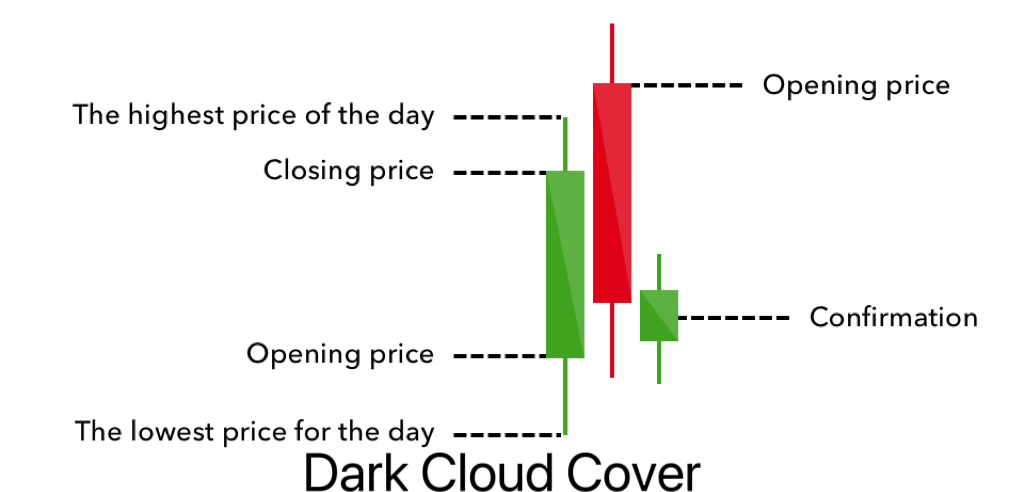 Opening price
The highest price of the day
Closing price
Opening price
Confirmation
The lowest price for the day
Dark Cloud Cover